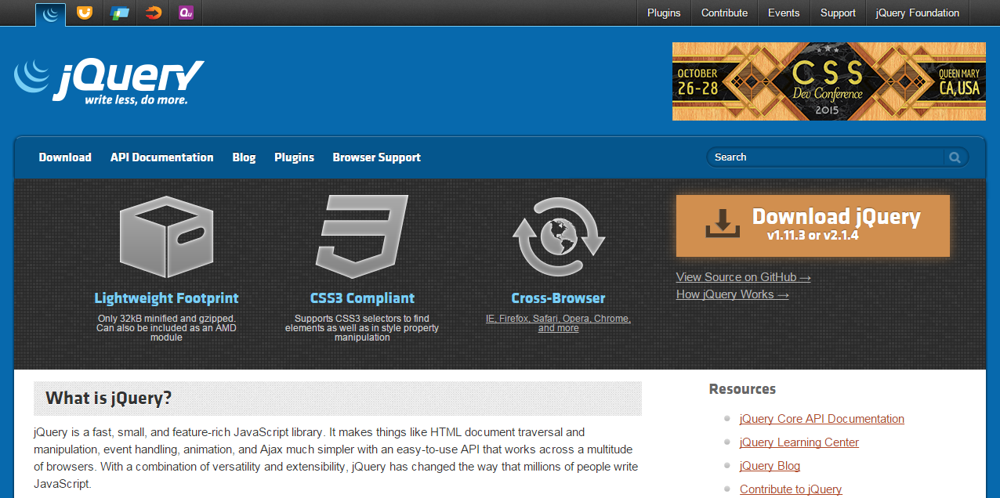 Qu
Plugins Contribute Events Support jQuery Foundation
jQuery
write less, do more.
OCTOBER
26-28
CSS
Dev Conference
2015
QUEEN MARY
CA, USA
Download API Documentation Blog Plugins Browser Support Search
Lightweight Footprint
Only 32kB minified and gzipped.
Can also be included as an AMD
module
CSS3 Compliant
Supports CSS3 selectors to find
elements as well as in style property
manipulation
Cross-Browser
IE, Firefox, Safari, Opera, Chrome,
and more
Download jQuery
v1.11.3 or v2.1.4
View Source on GitHub →
How jQuery Works →
What is jQuery?
jQuery is a fast, small, and feature-rich JavaScript library. It makes things like HTML document traversal and
manipulation, event handling, animation, and Ajax much simpler with an easy-to-use API that works across a multitude
of browsers. With a combination of versatility and extensibility, jQuery has changed the way that millions of people write
JavaScript.
Resources
jQuery Core API Documentation
jQuery Learning Center
jQuery Blog
Contribute to jQuery